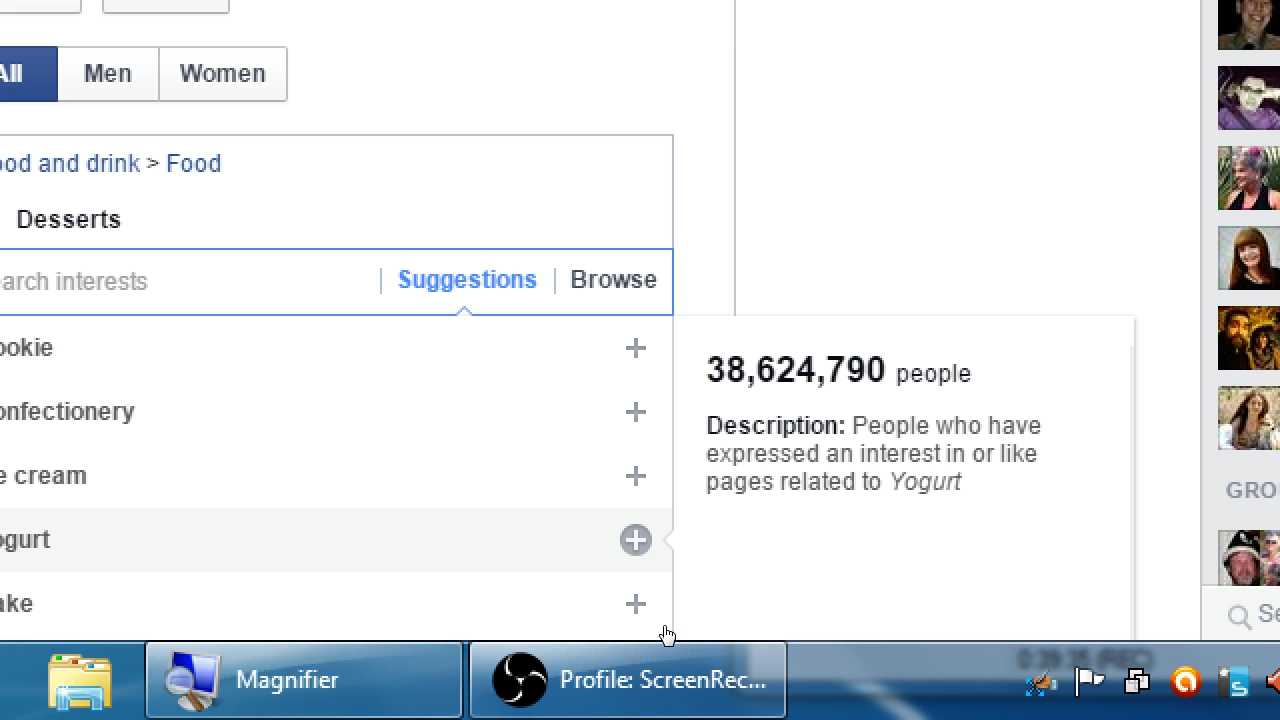 All Men Women
ood and drink > Food
Desserts
arch interests Suggestions Browse
ookie
onfectionery
e cream
ogurt
ake
38,624,790 people
Description: People who have
expressed an interest in or like
pages related to Yogurt
GRO
Se
Magnifier Profile: ScreenRec...